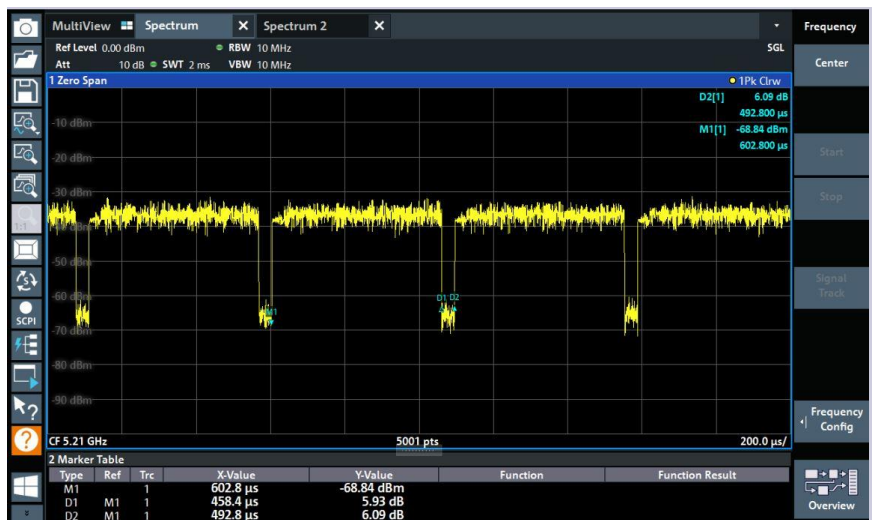 MultiView Spectrum X Spectrum 2 X Frequency
Ref Level 0.00 dBm RBW 10 MHz SGL
Att 10 dB SWT 2 ms VBW 10 MHz
Center
1 Zero Span 1Pk Clrw
D2[1] 6.09 dB
492.800 µs
M1[1] -68.84 dBm
602.800 µs
-10 dBm
-20 dBm
Start
-30 dBm
Stop
1:1
-50 dBm
Signal
Track
-60 dBm
D1 D2
M1
SCPI
-70 dBm
-80 dBm
-90 dBm
Frequency
Config
CF 5.21 GHz 5001 pts 200.0 µs/
2 Marker Table
Type Ref Trc X-Value Y-Value Function Function Result
M1 1 602.8 µs -68.84 dBm
D1 M1 1 458.4 µs 5.93 dB
D2 M1 1 492.8 µs 6.09 dB
Overview